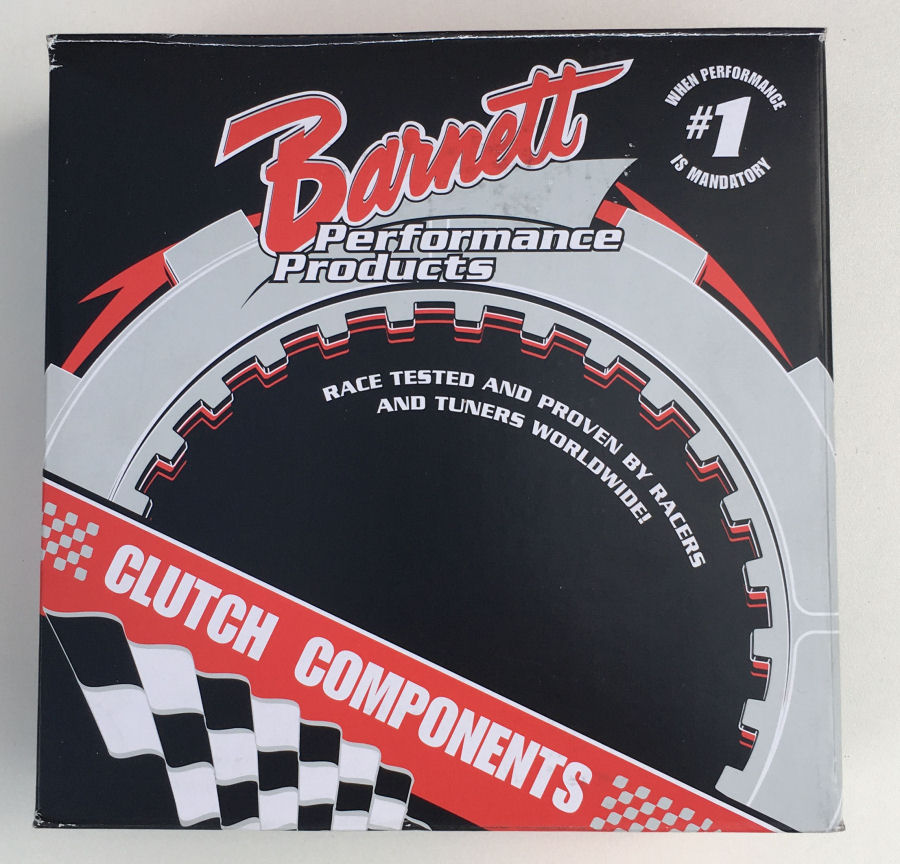 Barnett
Performance
Products
WHEN PERFORMANCE
#1
IS MANDATORY
RACE TESTED AND PROVEN BY RACERS
AND TUNERS WORLDWIDE!
CLUTCH COMPONENTS